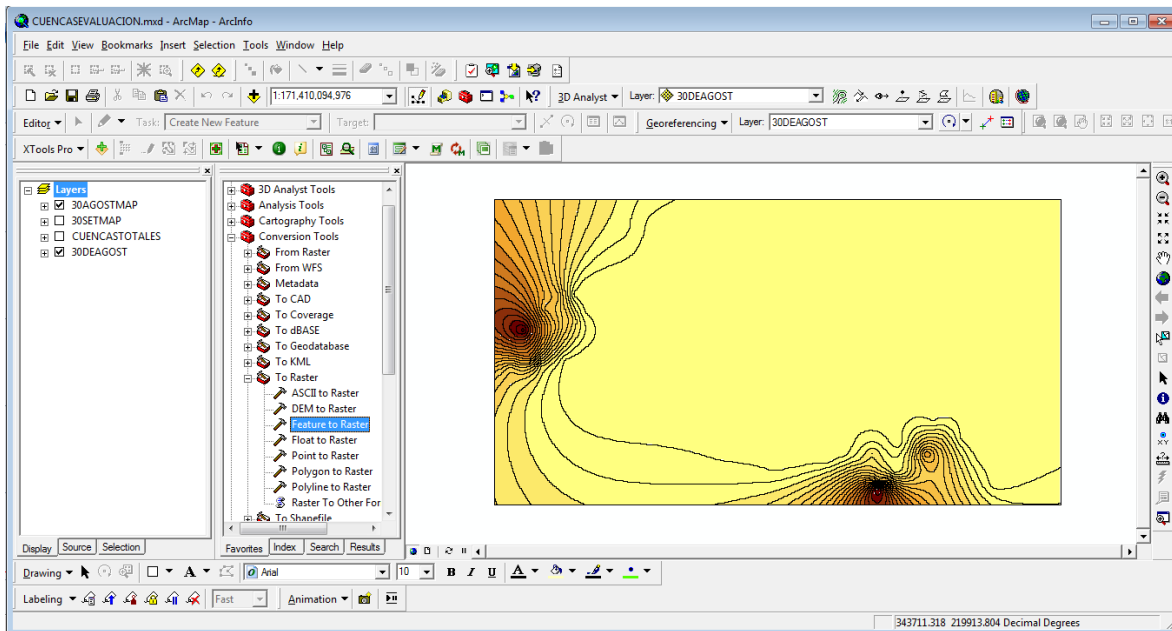 CUENCASEVALUACION.mxd - ArcMap - ArcInfo
File Edit View Bookmarks Insert Selection Tools Window Help
1:171,410,094,976 3D Analyst Layer: 30DEAGOST
Editor Task: Create New Feature Target: Georeferencing Layer: 30DEAGOST
XTools Pro
Layers
30AGOSTMAP
30SETMAP
CUENCASTOTALES
30DEAGOST
Display Source Selection
3D Analyst Tools
Analysis Tools
Cartography Tools
Conversion Tools
From Raster
From WFS
Metadata
To CAD
To Coverage
To dBASE
To Geodatabase
To KML
To Raster
ASCII to Raster
DEM to Raster
Feature to Raster
Float to Raster
Point to Raster
Polygon to Raster
Polyline to Raster
Raster To Other For
To Shapefile
Favorites Index Search Results
Drawing A Arial 10 B I U A
Labeling Fast Animation
343711.318 219913.804 Decimal Degrees